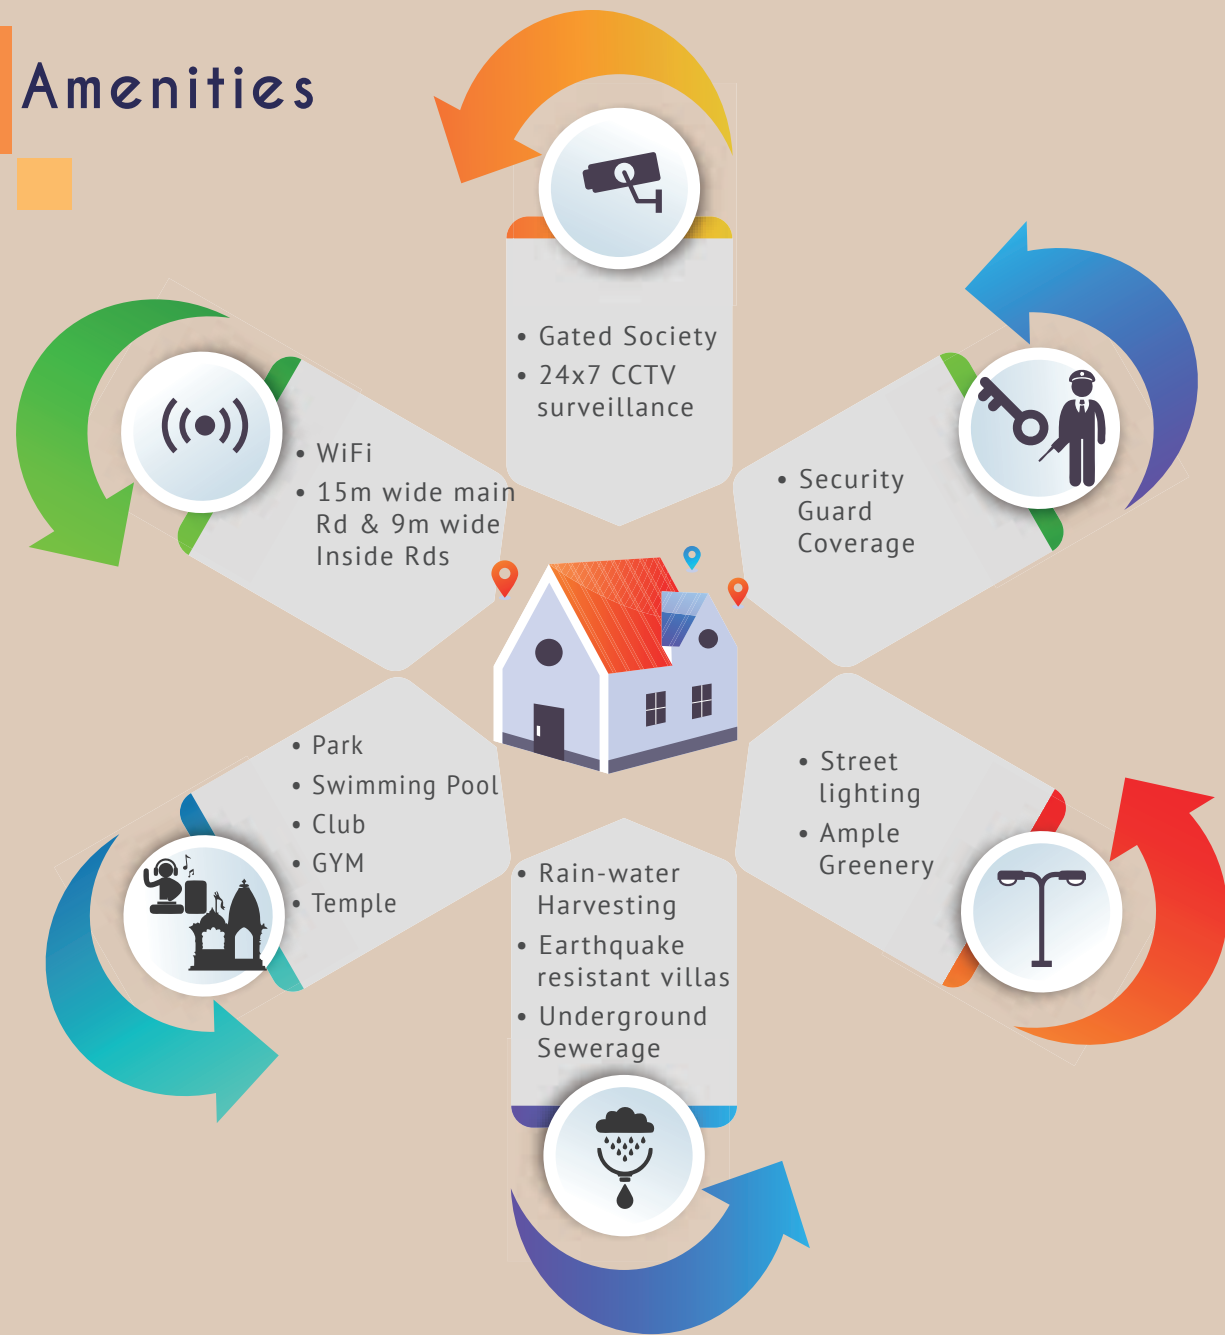 Amenities
• Gated Society
• 24x7 CCTV
surveillance
• WiFi
• 15m wide main
Rd & 9m wide
Inside Rds
• Security
Guard
Coverage
• Park
• Swimming Pool
• Club
• GYM
• Temple
• Street
lighting
• Ample
Greenery
• Rain-water
Harvesting
• Earthquake
resistant villas
• Underground
Sewerage